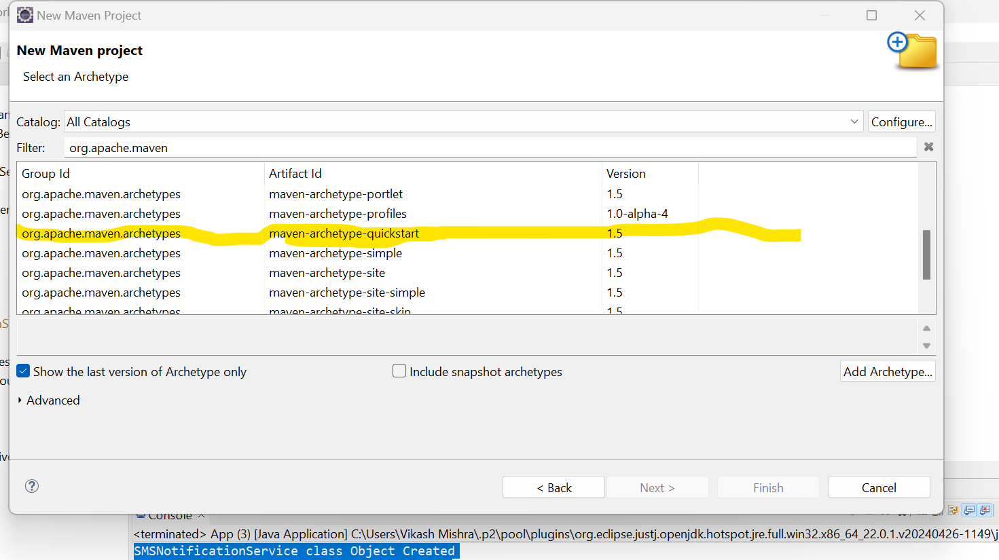 New Maven Project
New Maven project
Select an Archetype
Catalog: All Catalogs Configure...
Filter: org.apache.maven
Group Id Artifact Id Version
org.apache.maven.archetypes maven-archetype-portlet 1.5
org.apache.maven.archetypes maven-archetype-profiles 1.0-alpha-4
org.apache.maven.archetypes maven-archetype-quickstart 1.5
org.apache.maven.archetypes maven-archetype-simple 1.5
org.apache.maven.archetypes maven-archetype-site 1.5
org.apache.maven.archetypes maven-archetype-site-simple 1.5
org.apache.maven.archetypes maven-archetype-site-skin 1.5
Show the last version of Archetype only Include snapshot archetypes Add Archetype...
Advanced
? < Back Next > Finish Cancel
Console
<terminated> App (3) [Java Application] C:\Users\Vikash Mishra\.p2\pool\plugins\org.eclipse.justj.openjdk.hotspot.jre.full.win32.x86_64_22.0.1.v20240426-1149\j
SMSNotificationService class Object Created